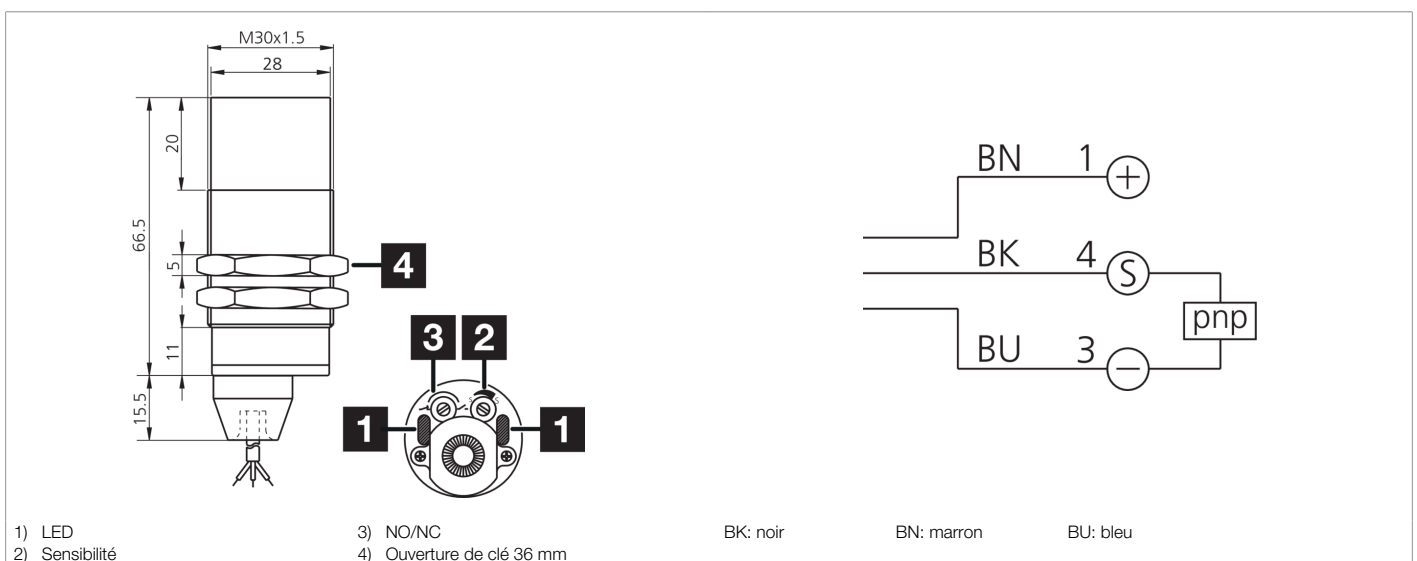 M30x1.5
28
20
66.5
5
4
11
15.5
3 2
S S
1 1
BN 1 +
BK 4 S
pnp
BU 3 −
1) LED
2) Sensibilité
3) NO/NC
4) Ouverture de clé 36 mm
BK: noir BN: marron BU: bleu